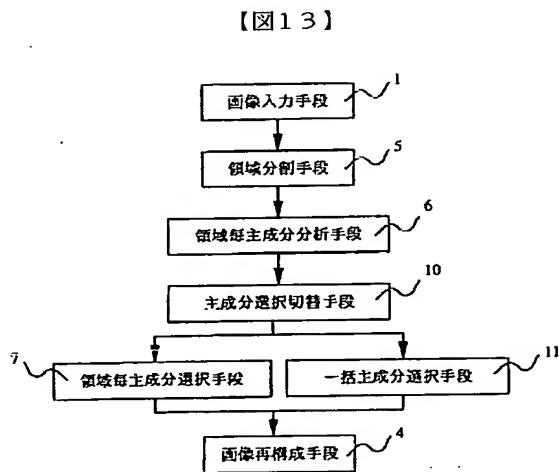 【図13】
1
画像入力手段
5
領域分割手段
6
領域毎主成分分析手段
10
主成分選択切替手段
7
領域毎主成分選択手段
11
一括主成分選択手段
4
画像再構成手段